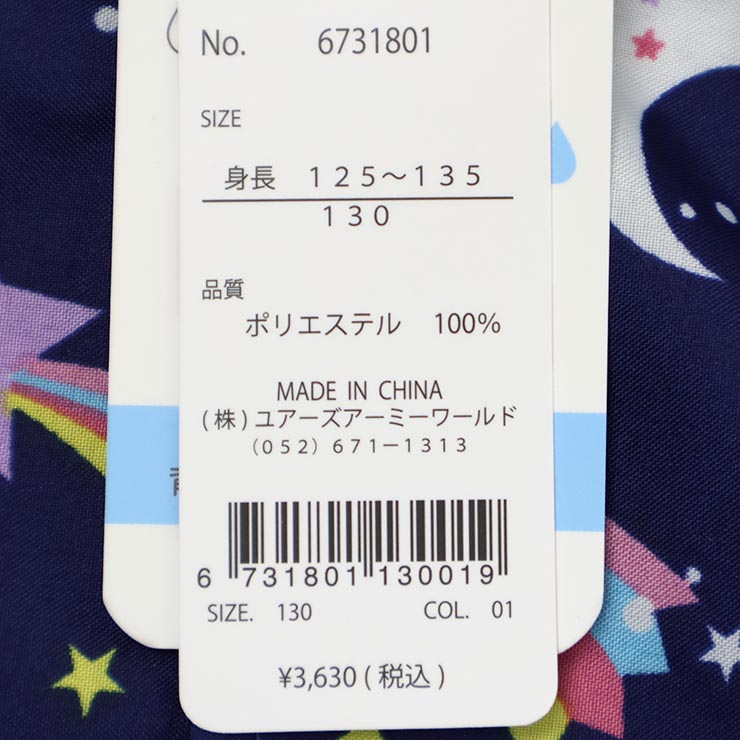 No. 6731801
SIZE
身長 125〜135
130
品質
ポリエステル 100%
MADE IN CHINA
(株)ユアーズアーミーワールド
(052)671-1313
6 731801 130019
SIZE. 130 COL. 01
¥3,630(税込)